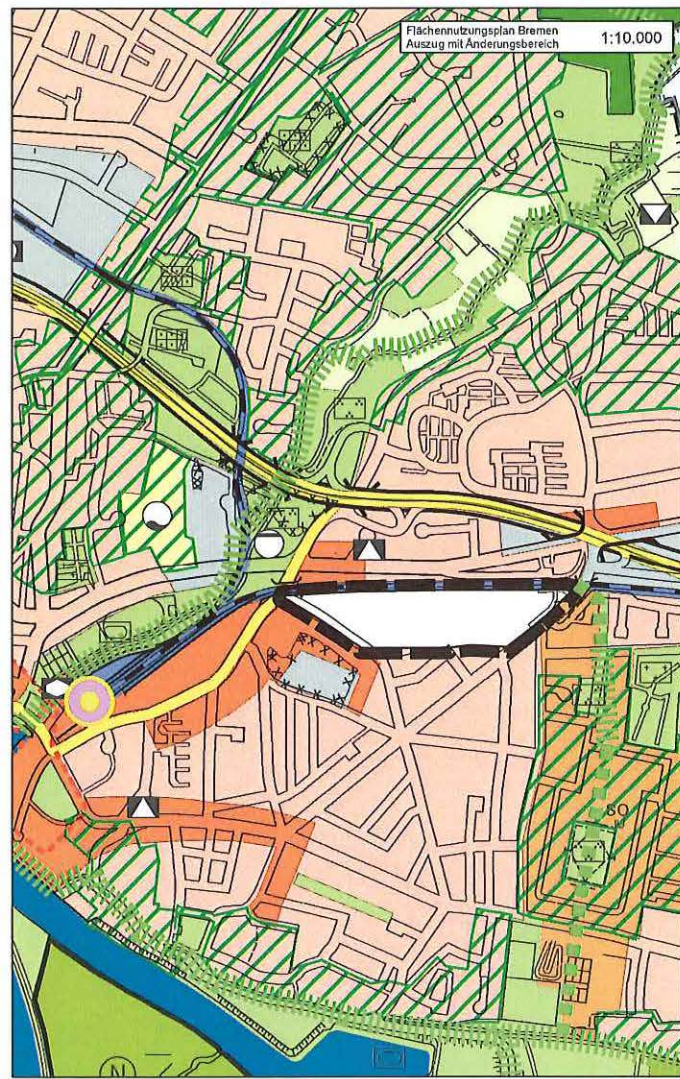 Flächennutzungsplan Bremen
Auszug mit Änderungsbereich
1:10.000
SO
N